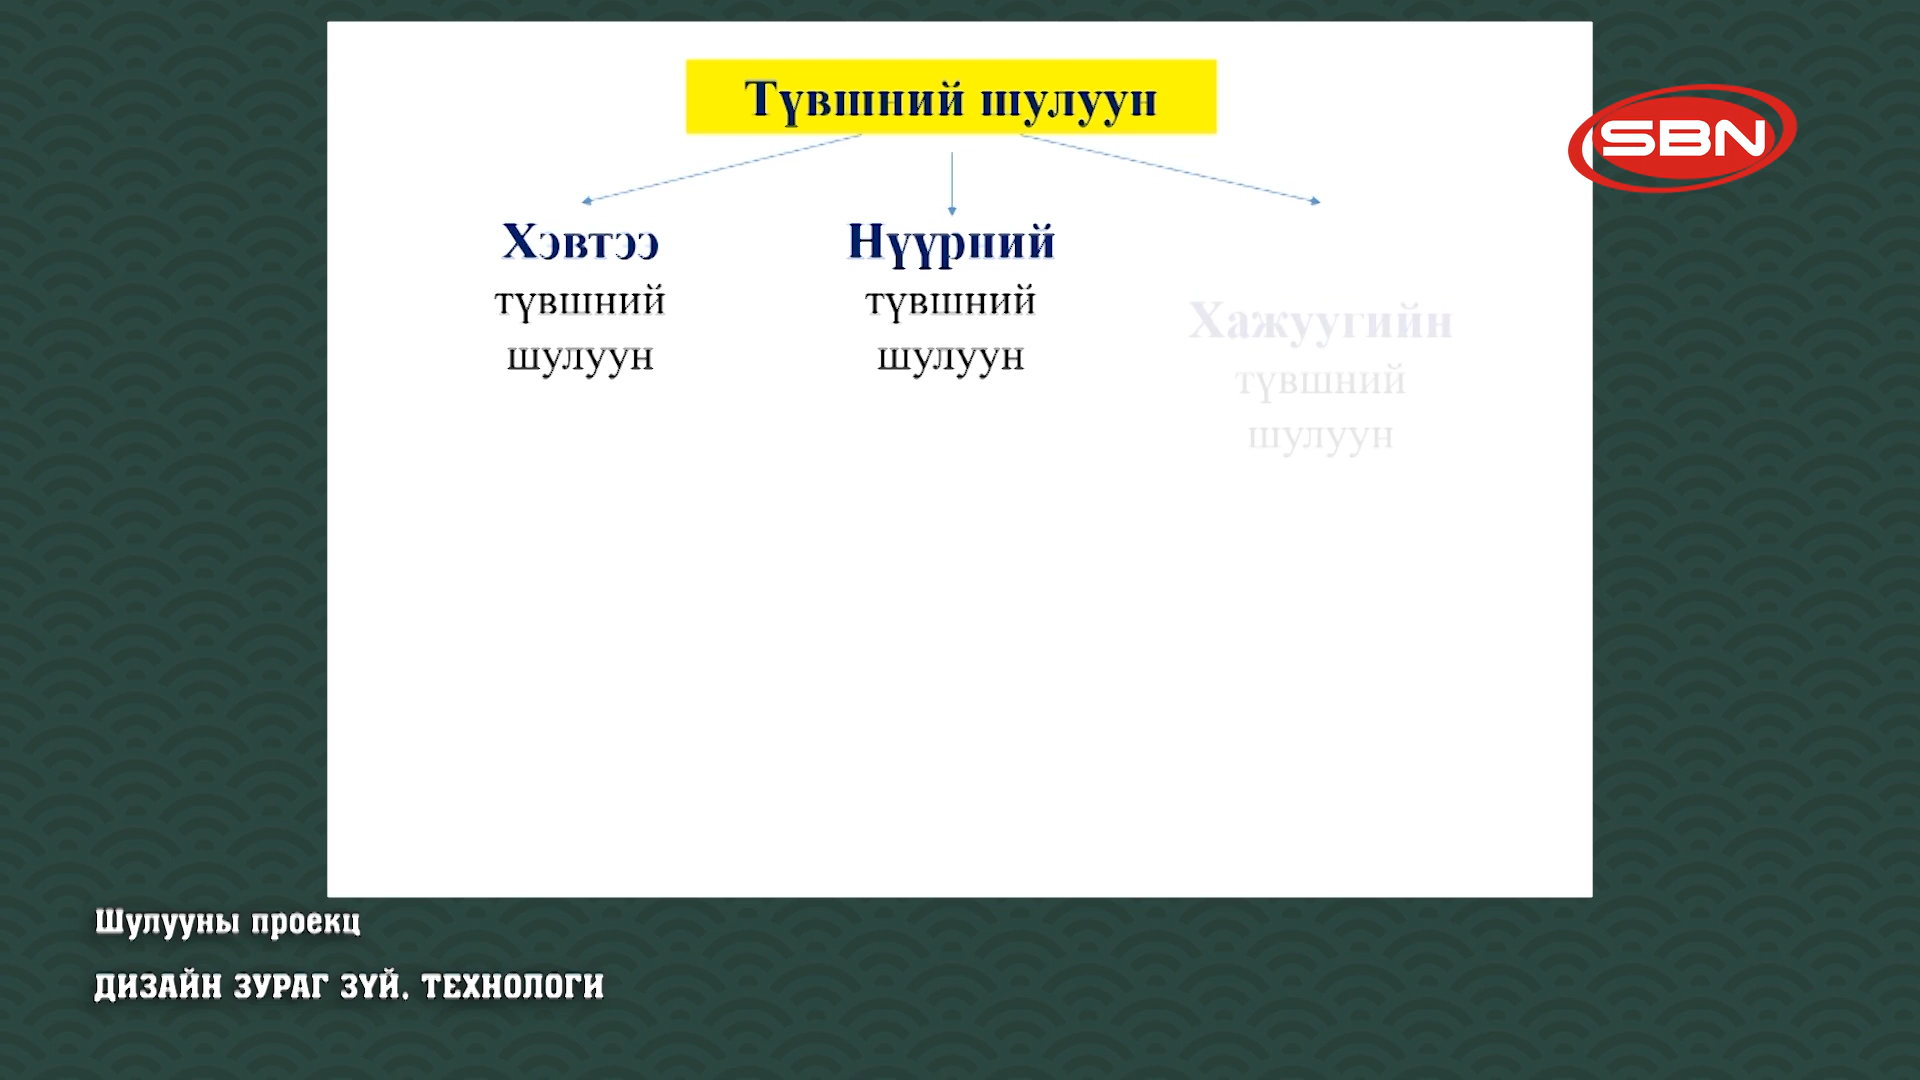 Түвшний шулуун
SBN
Хэвтээ
түвшний
шулуун
Нүүрний
түвшний
шулуун
Хажуугийн
түвшний
шулуун
Шулууны проекц
ДИЗАЙН ЗУРАГ ЗҮЙ, ТЕХНОЛОГИ